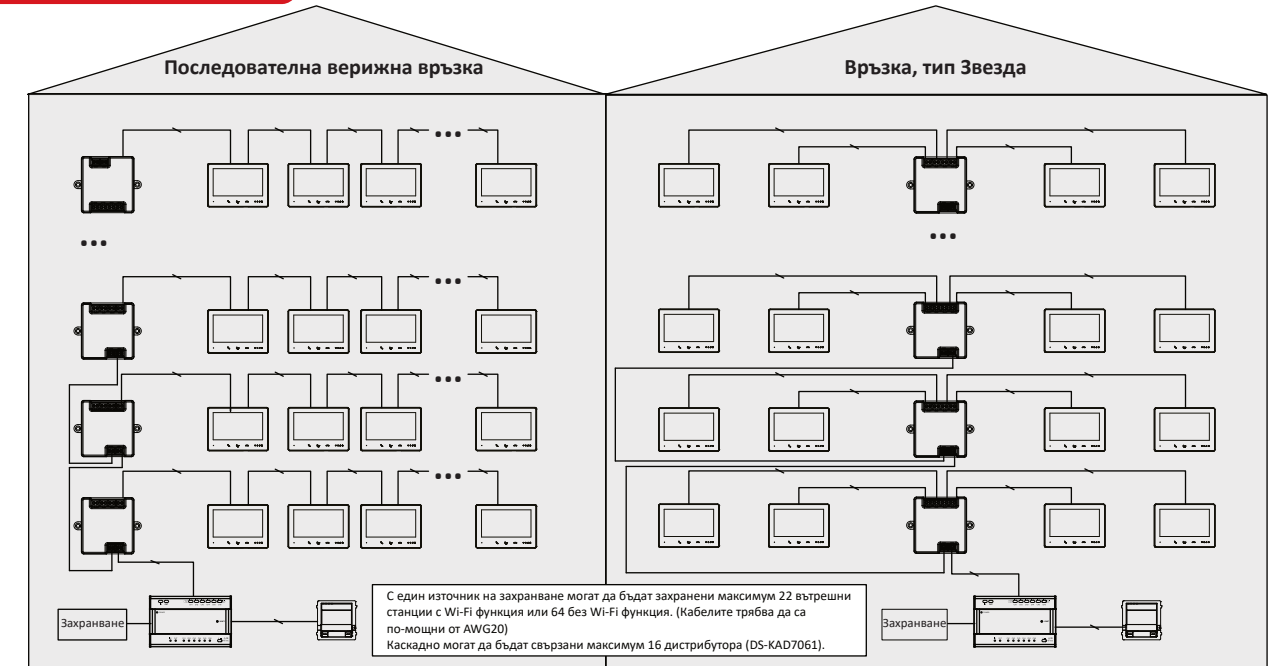 Последователна верижна връзка
Връзка, тип Звезда
Захранване
С един източник на захранване могат да бъдат захранени максимум 22 вътрешни
станции с Wi-Fi функция или 64 без Wi-Fi функция. (Кабелите трябва да са
по-мощни от AWG20)
Каскадно могат да бъдат свързани максимум 16 дистрибутора (DS-KAD7061).
Захранване